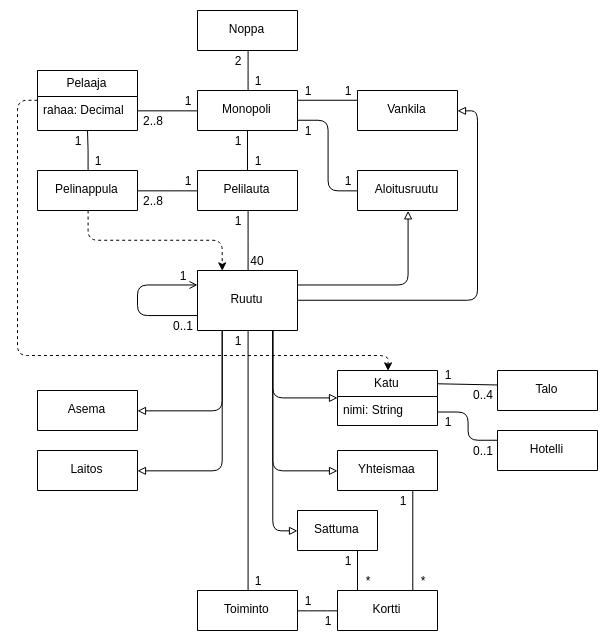 Noppa
2
1
Pelaaja
rahaa: Decimal
1
2..8
Monopoli
1
1
1
Vankila
1
1
1
1
Pelinappula
1
2..8
Pelilauta
1
Aloitusruutu
1
40
1
0..1
Ruutu
1
Katu
nimi: String
1
0..4
Talo
1
0..1
Hotelli
Asema
Laitos
Yhteismaa
1
Sattuma
1
*
*
1
Toiminto
1
1
Kortti